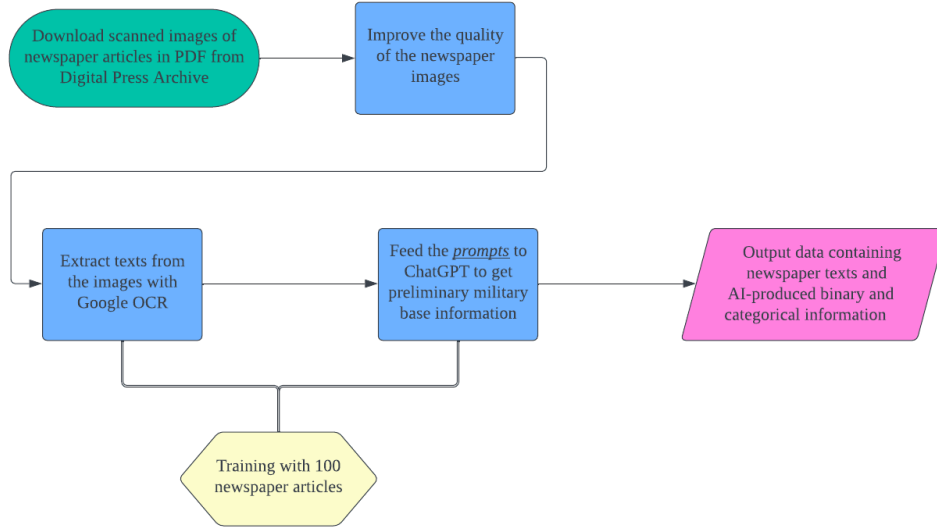 Download scanned images of
newspaper articles in PDF from
Digital Press Archive
Improve the quality
of the newspaper
images
Extract texts from
the images with
Google OCR
Feed the prompts to
ChatGPT to get
preliminary military
base information
Output data containing
newspaper texts and
AI-produced binary and
categorical information
Training with 100
newspaper articles